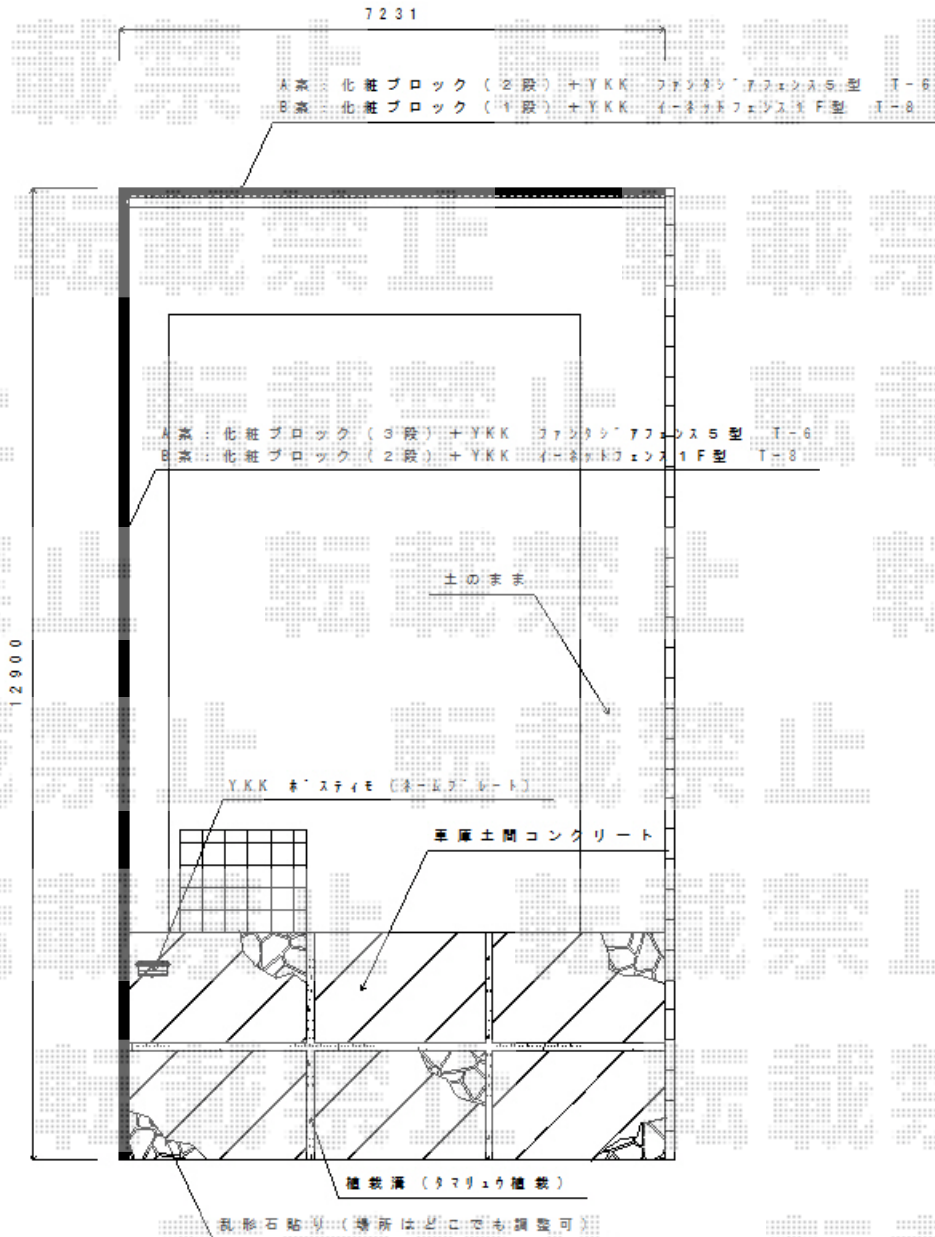 7231
A案：化粧ブロック（2段）＋YKK ファンタジアフェンス5型 T-6
B案：化粧ブロック（1段）＋YKK イーネットフェンス1F型 T-8
A案：化粧ブロック（3段）＋YKK ファンタジアフェンス5型 T-6
B案：化粧ブロック（2段）＋YKK イーネットフェンス1F型 T-8
土のまま
12900
YKK ポスティモ（ネームプレート）
車庫土間コンクリート
植栽溝（タマリュウ植栽）
乱形石貼り（場所はどこでも調整可）
転載禁止